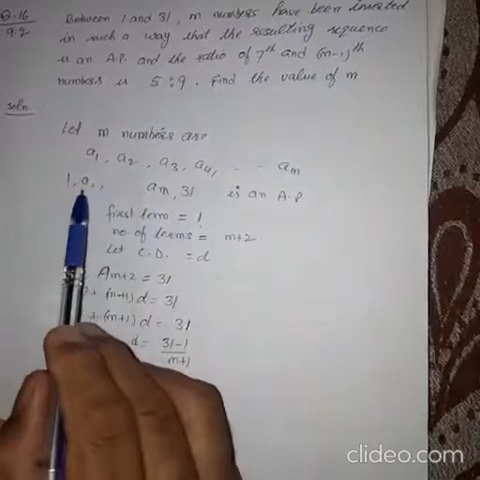 Q.16 Between 1 and 31, m numbers have been inserted
9.2 in such a way that the resulting sequence
is an A.P. and the ratio of 7th and (m-1)th
numbers is 5:9. Find the value of m
Soln
Let m numbers are
a1, a2, a3, a4, - - am
1, a1, am, 31 is an A.P
first term = 1
no of terms = m+2
Let C.D. = d
Am+2 = 31
+ (m+1) d = 31
+ (m+1) d = 31
d = 31-1
m+1
clideo.com